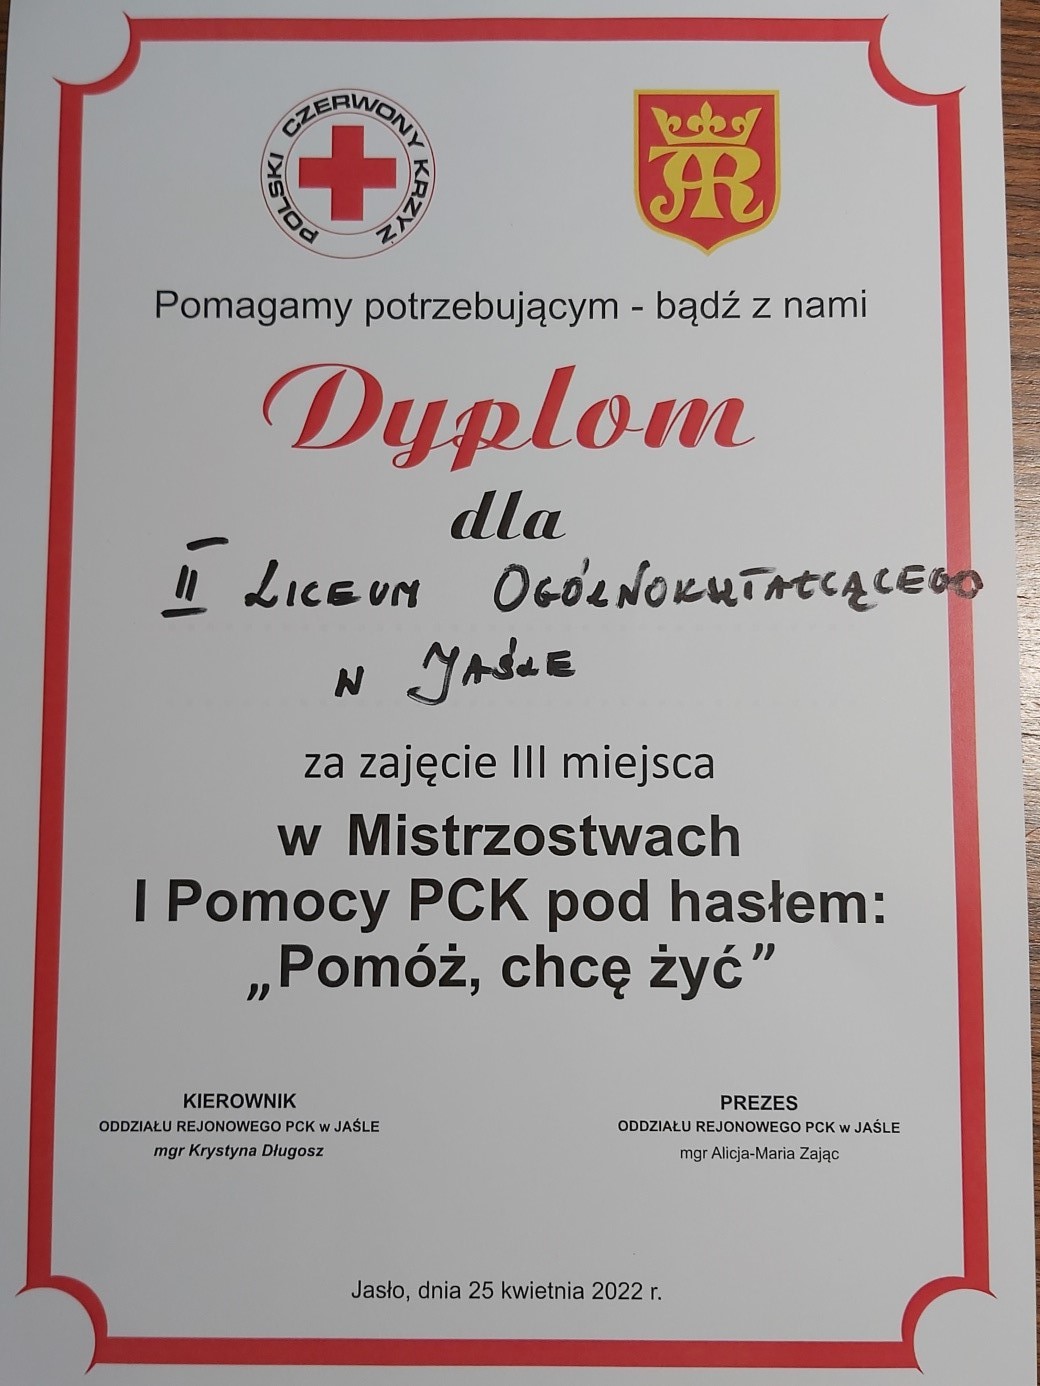 POLSKI CZERWONY KRZYŻ
Pomagamy potrzebującym - bądź z nami
Dyplom
dla
II LICEUM OGÓLNOKSZTAŁCĄCEGO
W JAŚLE
za zajęcie III miejsca
w Mistrzostwach
I Pomocy PCK pod hasłem:
„Pomóż, chcę żyć”
KIEROWNIK
ODDZIAŁU REJONOWEGO PCK w JAŚLE
mgr Krystyna Długosz
PREZES
ODDZIAŁU REJONOWEGO PCK w JAŚLE
mgr Alicja-Maria Zając
Jasło, dnia 25 kwietnia 2022 r.